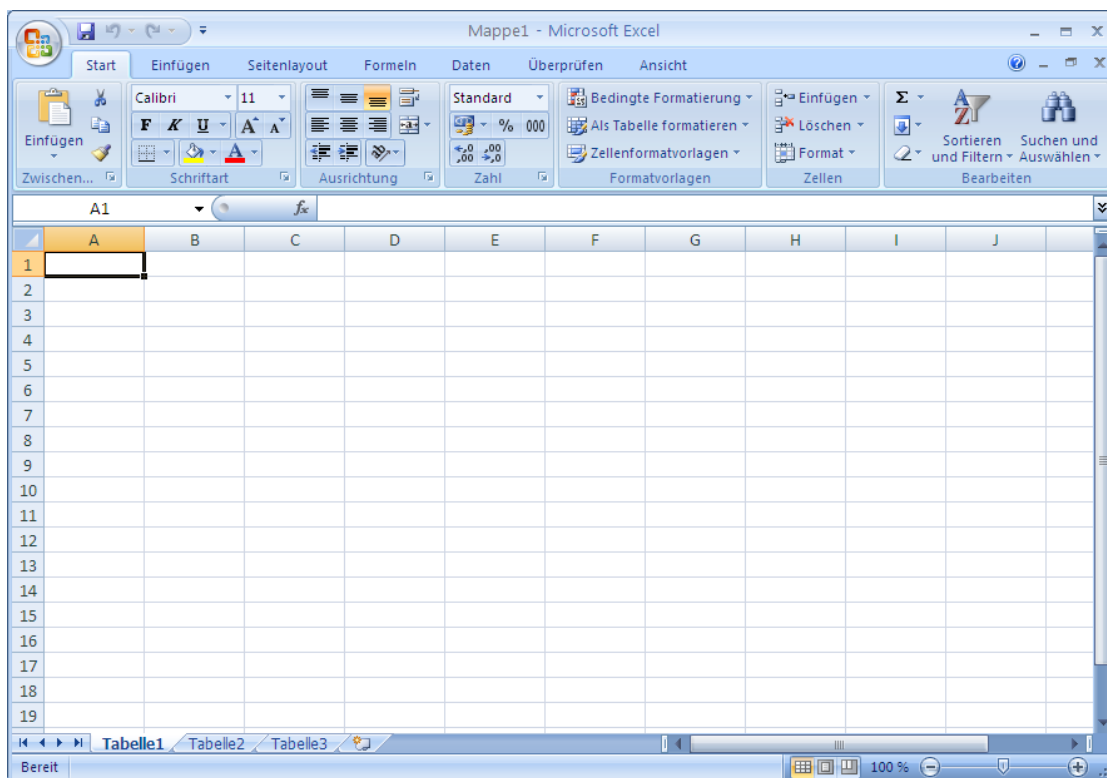 Mappe1 - Microsoft Excel
Start Einfügen Seitenlayout Formeln Daten Überprüfen Ansicht
Calibri 11 Standard Bedingte Formatierung Einfügen Σ
Einfügen F K U A A % 000 Als Tabelle formatieren Löschen Sortieren und Filtern Suchen und Auswählen
A ,00 ,0 Zellenformatvorlagen Format
Zwischen... Schriftart Ausrichtung Zahl Formatvorlagen Zellen Bearbeiten
A1 fx
A B C D E F G H I J
1
2
3
4
5
6
7
8
9
10
11
12
13
14
15
16
17
18
19
Tabelle1 Tabelle2 Tabelle3
Bereit 100 %